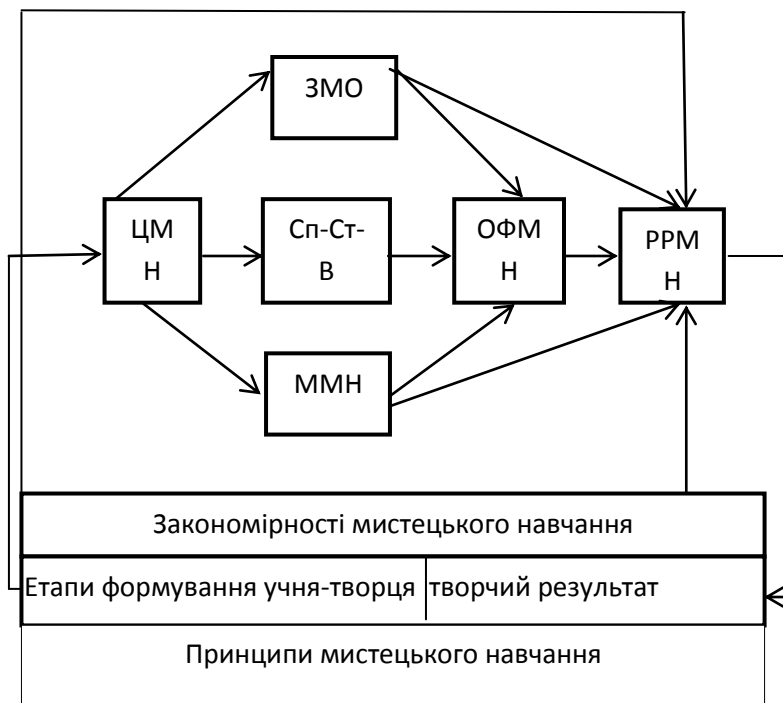 ЗМО
ЦМ
Н
Сп-Ст-
В
ОФМ
Н
РРМ
Н
ММН
Закономірності мистецького навчання
Етапи формування учня-творця творчий результат
Принципи мистецького навчання